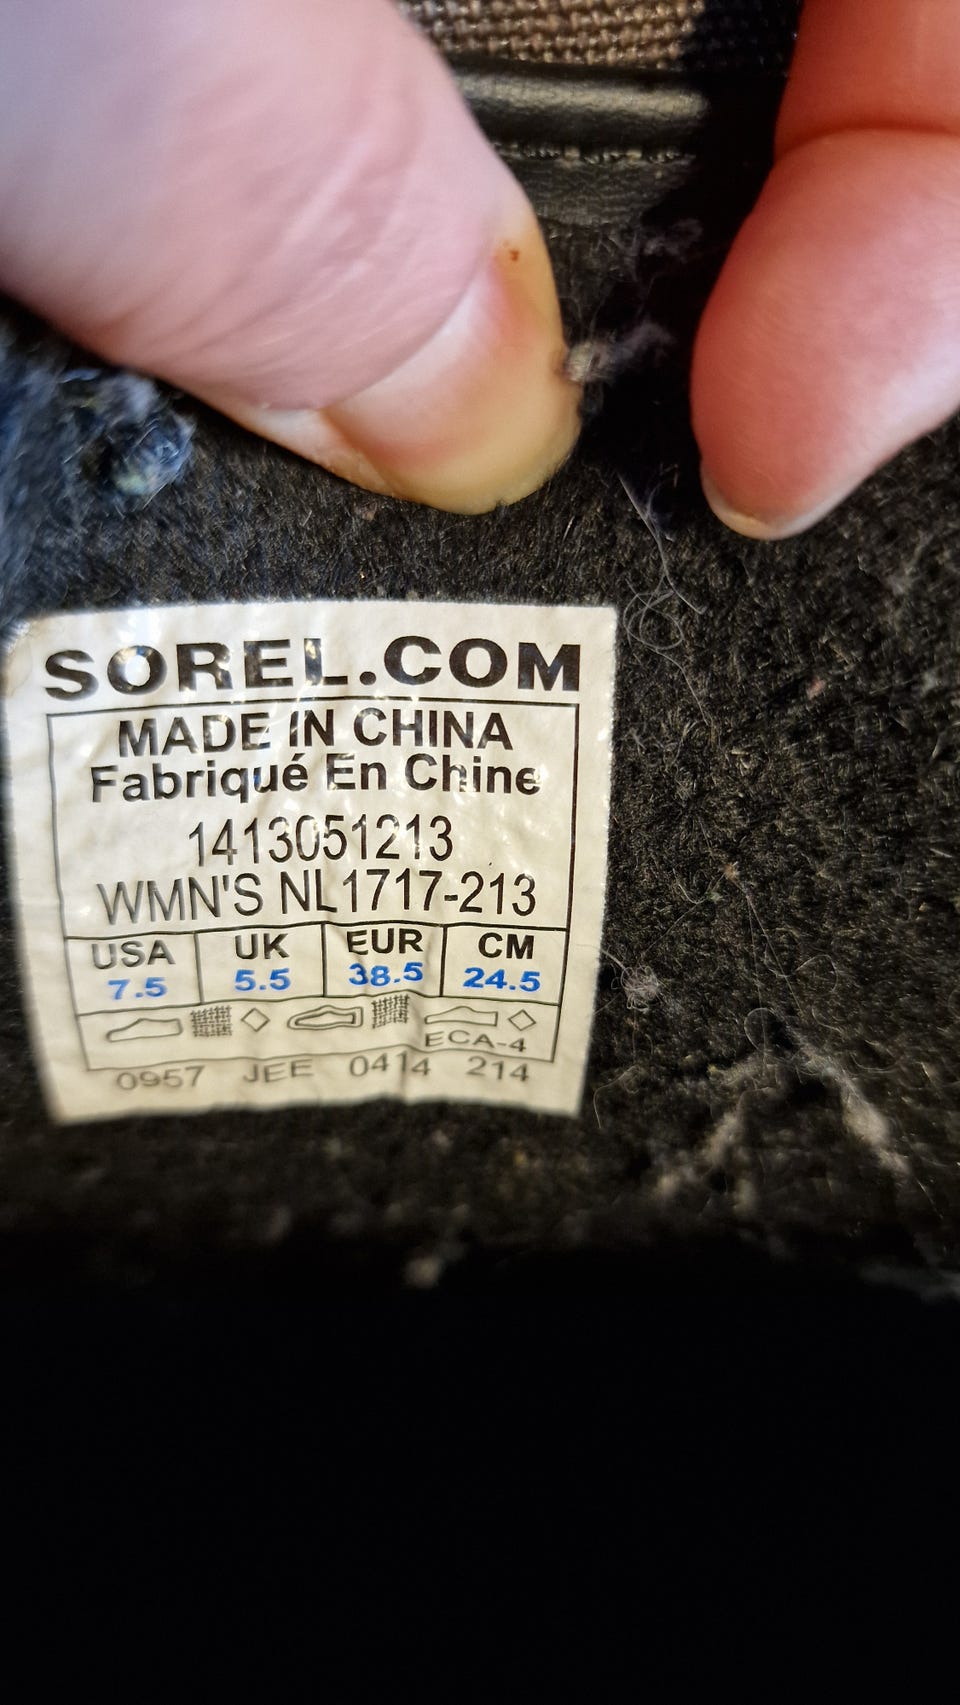 SOREL.COM
MADE IN CHINA
Fabriqué En Chine
1413051213
WMN'S NL1717-213
USA UK EUR CM
7.5 5.5 38.5 24.5
ECA-4
0957 JEE 0414 214